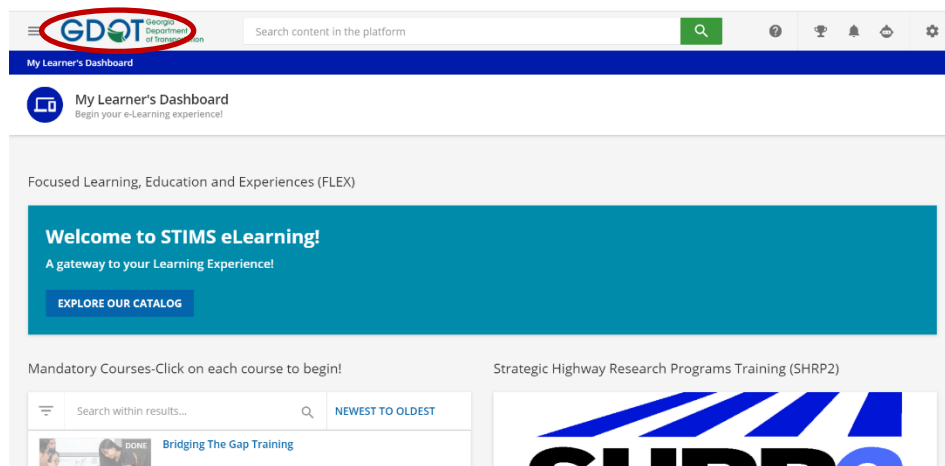 GDOT Georgia
Department
of Transportation
Search content in the platform
My Learner's Dashboard
My Learner's Dashboard
Begin your e-Learning experience!
Focused Learning, Education and Experiences (FLEX)
Welcome to STIMS eLearning!
A gateway to your Learning Experience!
EXPLORE OUR CATALOG
Mandatory Courses-Click on each course to begin!
Strategic Highway Research Programs Training (SHRP2)
Search within results...
NEWEST TO OLDEST
DONE
Bridging The Gap Training
SHRP2